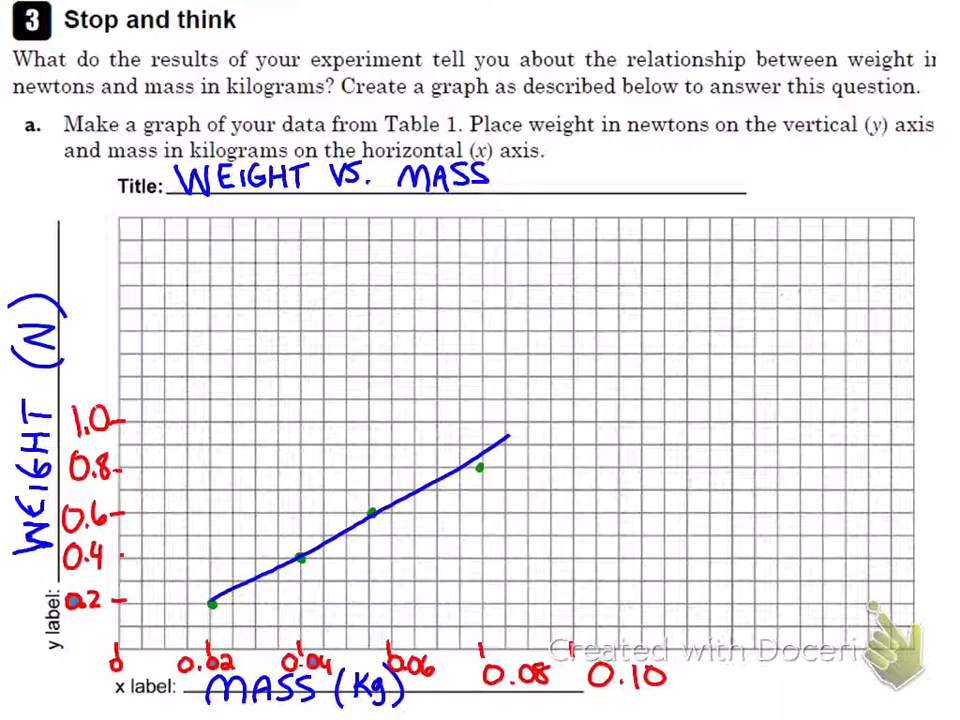 3 Stop and think
What do the results of your experiment tell you about the relationship between weight in
newtons and mass in kilograms? Create a graph as described below to answer this question.
a. Make a graph of your data from Table 1. Place weight in newtons on the vertical (y) axis
and mass in kilograms on the horizontal (x) axis.
Title: WEIGHT VS. MASS
y label: WEIGHT (N)
1.0
0.8
0.6
0.4
0.2
0 0.02 0.04 0.06 0.08 0.10
Created with Doceri
x label: MASS (Kg)